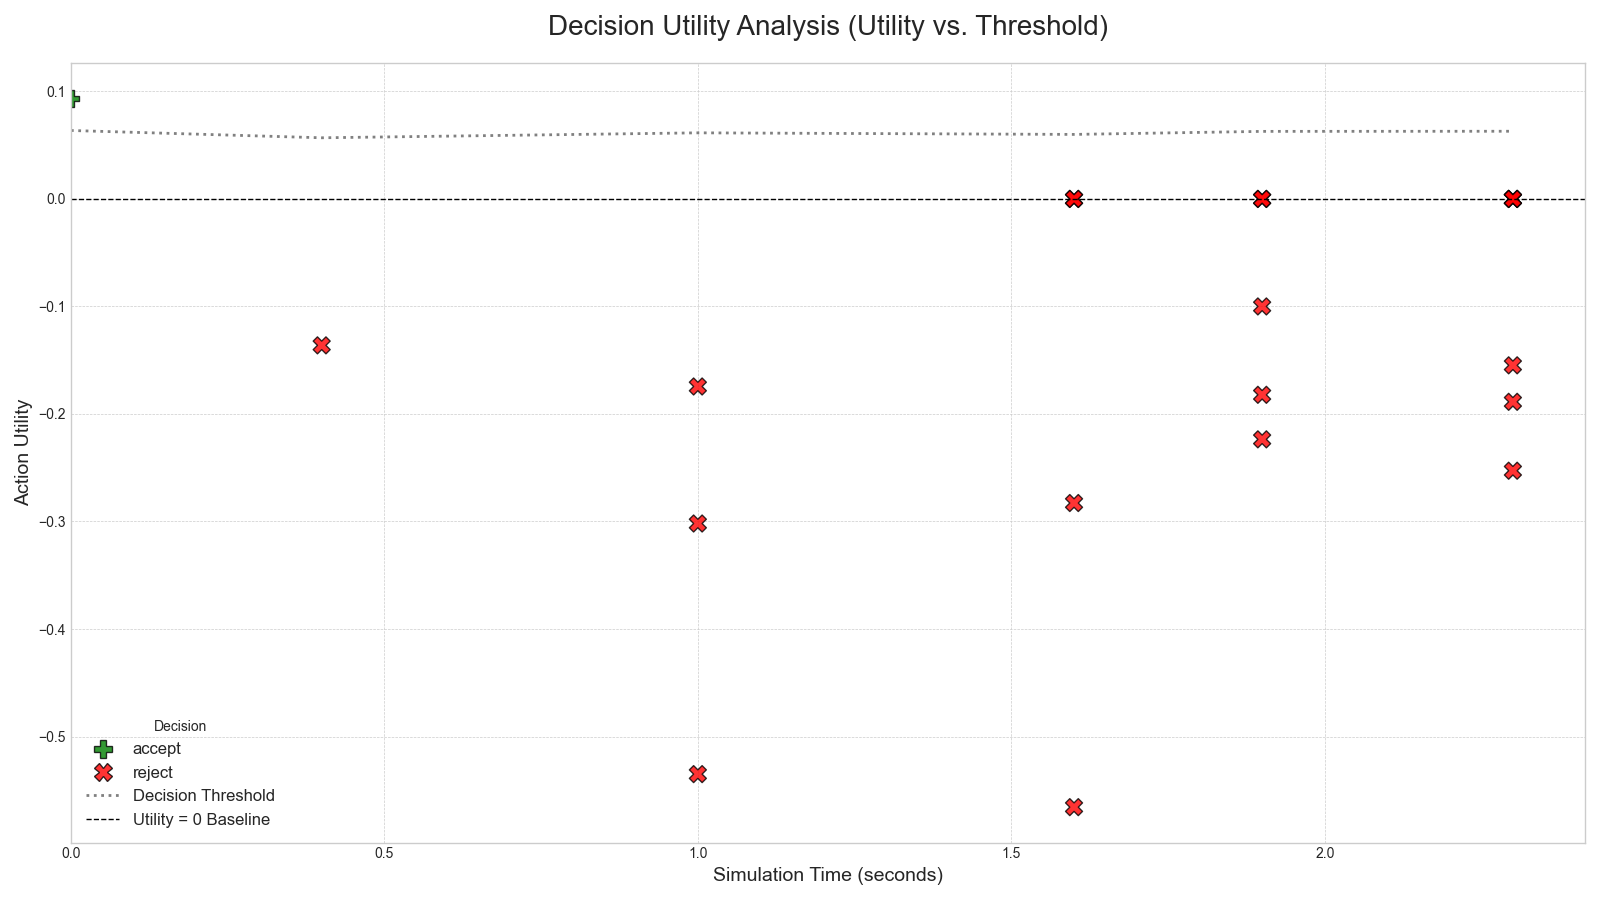 Decision Utility Analysis (Utility vs. Threshold)
Action Utility
0.1
0.0
−0.1
−0.2
−0.3
−0.4
−0.5
Decision
accept
reject
Decision Threshold
Utility = 0 Baseline
0.0 0.5 1.0 1.5 2.0
Simulation Time (seconds)